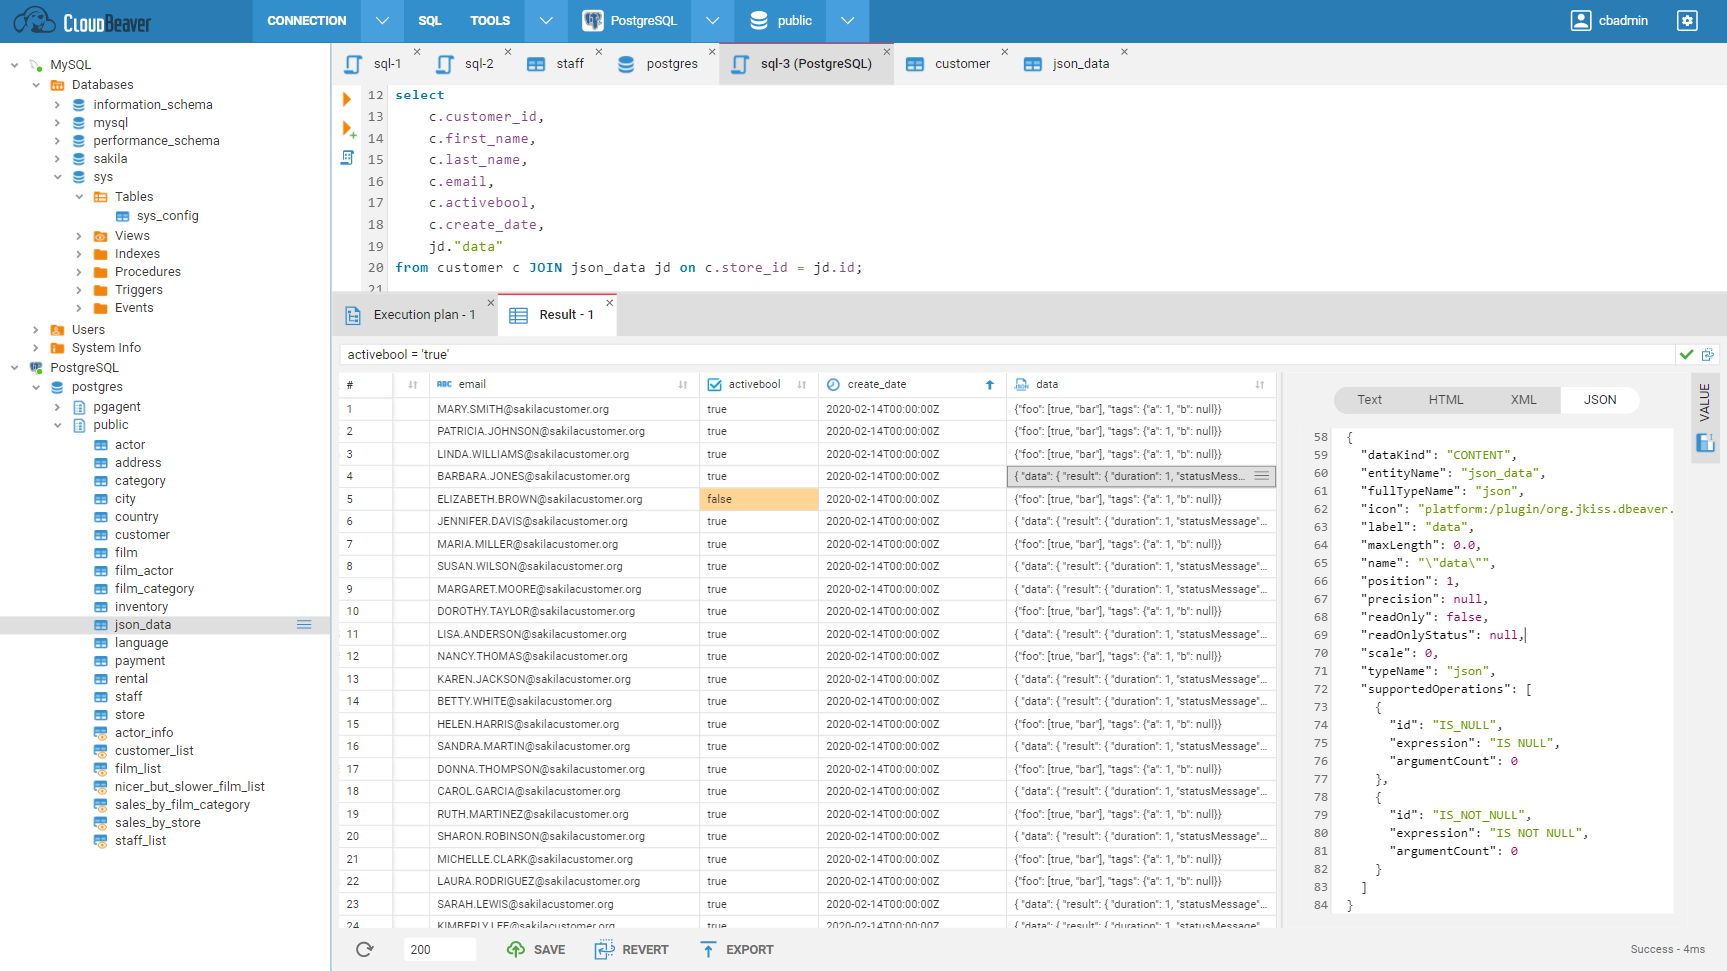 CloudBeaver
CONNECTION
SQL
TOOLS
PostgreSQL
public
cbadmin
MySQL
Databases
information_schema
mysql
performance_schema
sakila
sys
Tables
sys_config
Views
Indexes
Procedures
Triggers
Events
Users
System Info
PostgreSQL
postgres
pgagent
public
actor
address
category
city
country
customer
film
film_actor
film_category
inventory
json_data
language
payment
rental
staff
store
actor_info
customer_list
film_list
nicer_but_slower_film_list
sales_by_film_category
sales_by_store
staff_list
sql-1
sql-2
staff
postgres
sql-3 (PostgreSQL)
customer
json_data
12 select
13 c.customer_id,
14 c.first_name,
15 c.last_name,
16 c.email,
17 c.activebool,
18 c.create_date,
19 jd."data"
20 from customer c JOIN json_data jd on c.store_id = jd.id;
21
Execution plan - 1
Result - 1
activebool = 'true'
# ABC email activebool create_date JSON data
1 MARY.SMITH@sakilacustomer.org true 2020-02-14T00:00:00Z {"foo": [true, "bar"], "tags": {"a": 1, "b": null}}
2 PATRICIA.JOHNSON@sakilacustomer.org true 2020-02-14T00:00:00Z {"foo": [true, "bar"], "tags": {"a": 1, "b": null}}
3 LINDA.WILLIAMS@sakilacustomer.org true 2020-02-14T00:00:00Z {"foo": [true, "bar"], "tags": {"a": 1, "b": null}}
4 BARBARA.JONES@sakilacustomer.org true 2020-02-14T00:00:00Z { "data": { "result": { "duration": 1, "statusMess...
5 ELIZABETH.BROWN@sakilacustomer.org false 2020-02-14T00:00:00Z {"foo": [true, "bar"], "tags": {"a": 1, "b": null}}
6 JENNIFER.DAVIS@sakilacustomer.org true 2020-02-14T00:00:00Z { "data": { "result": { "duration": 1, "statusMessage"...
7 MARIA.MILLER@sakilacustomer.org true 2020-02-14T00:00:00Z {"foo": [true, "bar"], "tags": {"a": 1, "b": null}}
8 SUSAN.WILSON@sakilacustomer.org true 2020-02-14T00:00:00Z { "data": { "result": { "duration": 1, "statusMessage"...
9 MARGARET.MOORE@sakilacustomer.org true 2020-02-14T00:00:00Z { "data": { "result": { "duration": 1, "statusMessage"...
10 DOROTHY.TAYLOR@sakilacustomer.org true 2020-02-14T00:00:00Z {"foo": [true, "bar"], "tags": {"a": 1, "b": null}}
11 LISA.ANDERSON@sakilacustomer.org true 2020-02-14T00:00:00Z { "data": { "result": { "duration": 1, "statusMessage"...
12 NANCY.THOMAS@sakilacustomer.org true 2020-02-14T00:00:00Z {"foo": [true, "bar"], "tags": {"a": 1, "b": null}}
13 KAREN.JACKSON@sakilacustomer.org true 2020-02-14T00:00:00Z { "data": { "result": { "duration": 1, "statusMessage"...
14 BETTY.WHITE@sakilacustomer.org true 2020-02-14T00:00:00Z { "data": { "result": { "duration": 1, "statusMessage"...
15 HELEN.HARRIS@sakilacustomer.org true 2020-02-14T00:00:00Z {"foo": [true, "bar"], "tags": {"a": 1, "b": null}}
16 SANDRA.MARTIN@sakilacustomer.org true 2020-02-14T00:00:00Z { "data": { "result": { "duration": 1, "statusMessage"...
17 DONNA.THOMPSON@sakilacustomer.org true 2020-02-14T00:00:00Z {"foo": [true, "bar"], "tags": {"a": 1, "b": null}}
18 CAROL.GARCIA@sakilacustomer.org true 2020-02-14T00:00:00Z { "data": { "result": { "duration": 1, "statusMessage"...
19 RUTH.MARTINEZ@sakilacustomer.org true 2020-02-14T00:00:00Z {"foo": [true, "bar"], "tags": {"a": 1, "b": null}}
20 SHARON.ROBINSON@sakilacustomer.org true 2020-02-14T00:00:00Z { "data": { "result": { "duration": 1, "statusMessage"...
21 MICHELLE.CLARK@sakilacustomer.org true 2020-02-14T00:00:00Z {"foo": [true, "bar"], "tags": {"a": 1, "b": null}}
22 LAURA.RODRIGUEZ@sakilacustomer.org true 2020-02-14T00:00:00Z {"foo": [true, "bar"], "tags": {"a": 1, "b": null}}
23 SARAH.LEWIS@sakilacustomer.org true 2020-02-14T00:00:00Z { "data": { "result": { "duration": 1, "statusMessage"...
24 KIMBERLY.LEE@sakilacustomer.org true 2020-02-14T00:00:00Z { "data": { "result": { "duration": 1, "statusMessage"...
Text HTML XML JSON
VALUE
58 {
59 "dataKind": "CONTENT",
60 "entityName": "json_data",
61 "fullTypeName": "json",
62 "icon": "platform:/plugin/org.jkiss.dbeaver.
63 "label": "data",
64 "maxLength": 0.0,
65 "name": "\"data\"",
66 "position": 1,
67 "precision": null,
68 "readOnly": false,
69 "readOnlyStatus": null,
70 "scale": 0,
71 "typeName": "json",
72 "supportedOperations": [
73 {
74 "id": "IS_NULL",
75 "expression": "IS NULL",
76 "argumentCount": 0
77 },
78 {
79 "id": "IS_NOT_NULL",
80 "expression": "IS NOT NULL",
81 "argumentCount": 0
82 }
83 ]
84 }
200
SAVE
REVERT
EXPORT
Success - 4ms